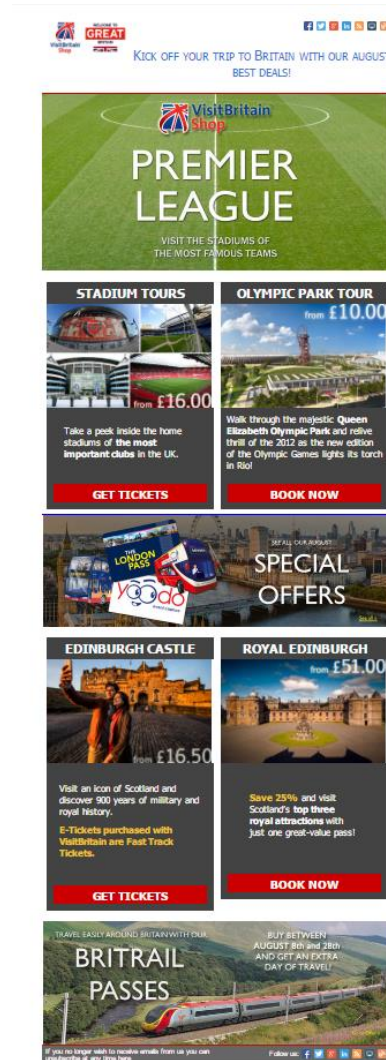 WELCOME TO
GREAT
BRITAIN
VisitBritain
Shop
KICK OFF YOUR TRIP TO BRITAIN WITH OUR AUGUST
BEST DEALS!
VisitBritain
Shop
PREMIER
LEAGUE
VISIT THE STADIUMS OF
THE MOST FAMOUS TEAMS
STADIUM TOURS
from £16.00
Take a peek inside the home
stadiums of the most
important clubs in the UK.
GET TICKETS
OLYMPIC PARK TOUR
from £10.00
Walk through the majestic Queen
Elizabeth Olympic Park and relive
thrill of the 2012 as the new edition
of the Olympic Games lights its torch
in Rio!
BOOK NOW
THE
LONDON
PASS
yoodo
SEE ALL OUR AUGUST
SPECIAL
OFFERS
EDINBURGH CASTLE
from £16.50
Visit an icon of Scotland and
discover 900 years of military and
royal history.
E-Tickets purchased with
VisitBritain are Fast Track
Tickets.
GET TICKETS
ROYAL EDINBURGH
from £51.00
Save 25% and visit
Scotland's top three
royal attractions with
just one great-value pass!
BOOK NOW
TRAVEL EASILY AROUND BRITAIN WITH OUR
BRITRAIL
PASSES
BUY BETWEEN
AUGUST 8th and 28th
AND GET AN EXTRA
DAY OF TRAVEL!
If you no longer wish to receive emails from us you can
unsubscribe at any time here
Follow us: